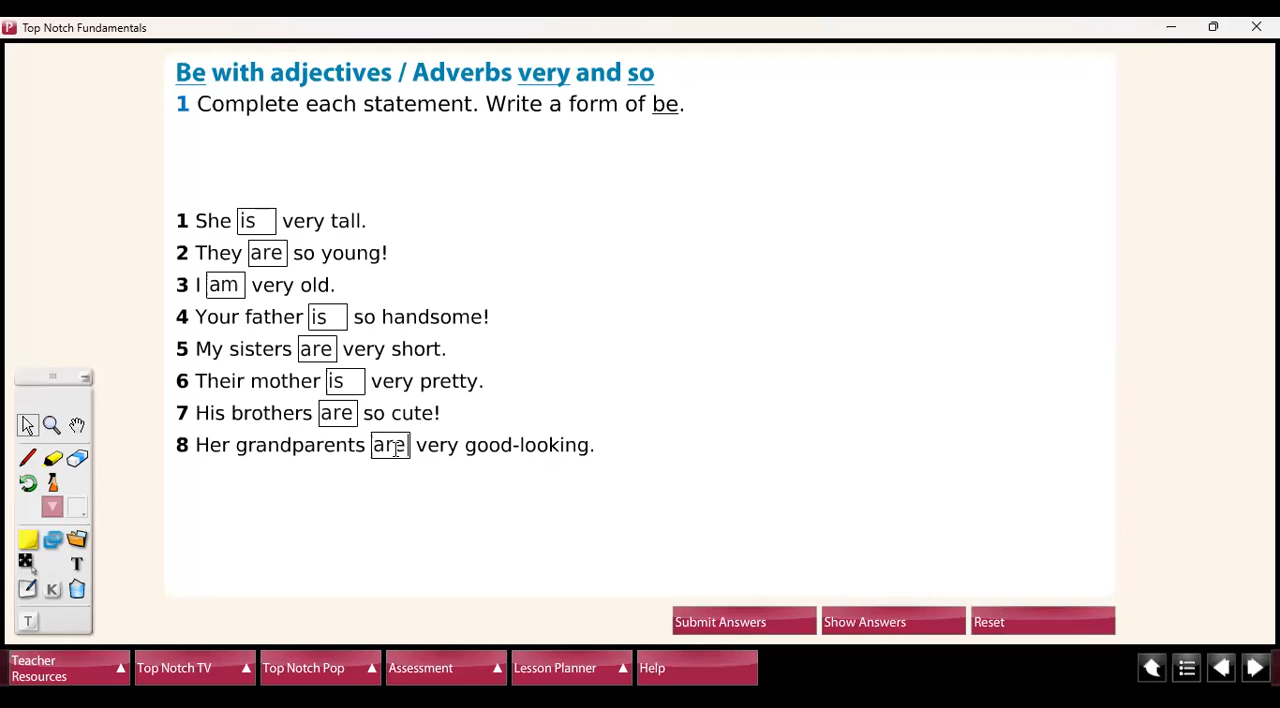 Top Notch Fundamentals
Be with adjectives / Adverbs very and so
1 Complete each statement. Write a form of be.
1 She is very tall.
2 They are so young!
3 I am very old.
4 Your father is so handsome!
5 My sisters are very short.
6 Their mother is very pretty.
7 His brothers are so cute!
8 Her grandparents are very good-looking.
T
K
T
Submit Answers
Show Answers
Reset
Teacher
Resources
Top Notch TV
Top Notch Pop
Assessment
Lesson Planner
Help